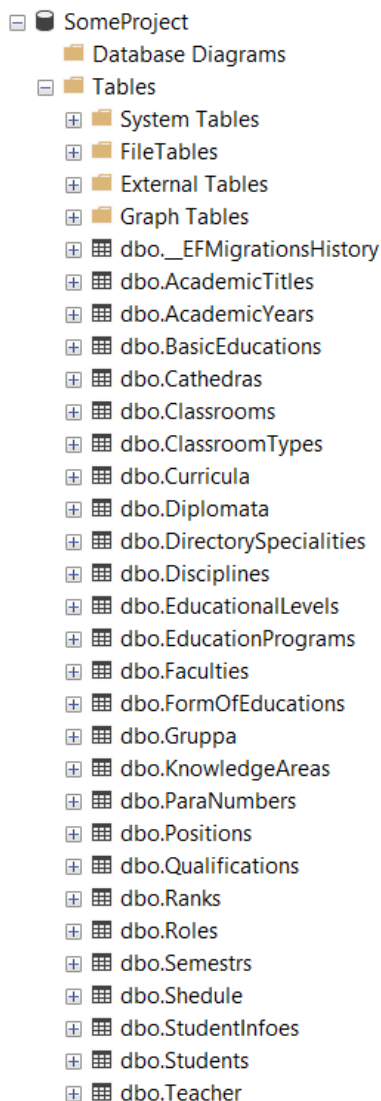 SomeProject
Database Diagrams
Tables
System Tables
FileTables
External Tables
Graph Tables
dbo.__EFMigrationsHistory
dbo.AcademicTitles
dbo.AcademicYears
dbo.BasicEducations
dbo.Cathedras
dbo.Classrooms
dbo.ClassroomTypes
dbo.Curricula
dbo.Diplomata
dbo.DirectorySpecialities
dbo.Disciplines
dbo.EducationalLevels
dbo.EducationPrograms
dbo.Faculties
dbo.FormOfEducations
dbo.Gruppa
dbo.KnowledgeAreas
dbo.ParaNumbers
dbo.Positions
dbo.Qualifications
dbo.Ranks
dbo.Roles
dbo.Semestrs
dbo.Shedule
dbo.StudentInfoes
dbo.Students
dbo.Teacher